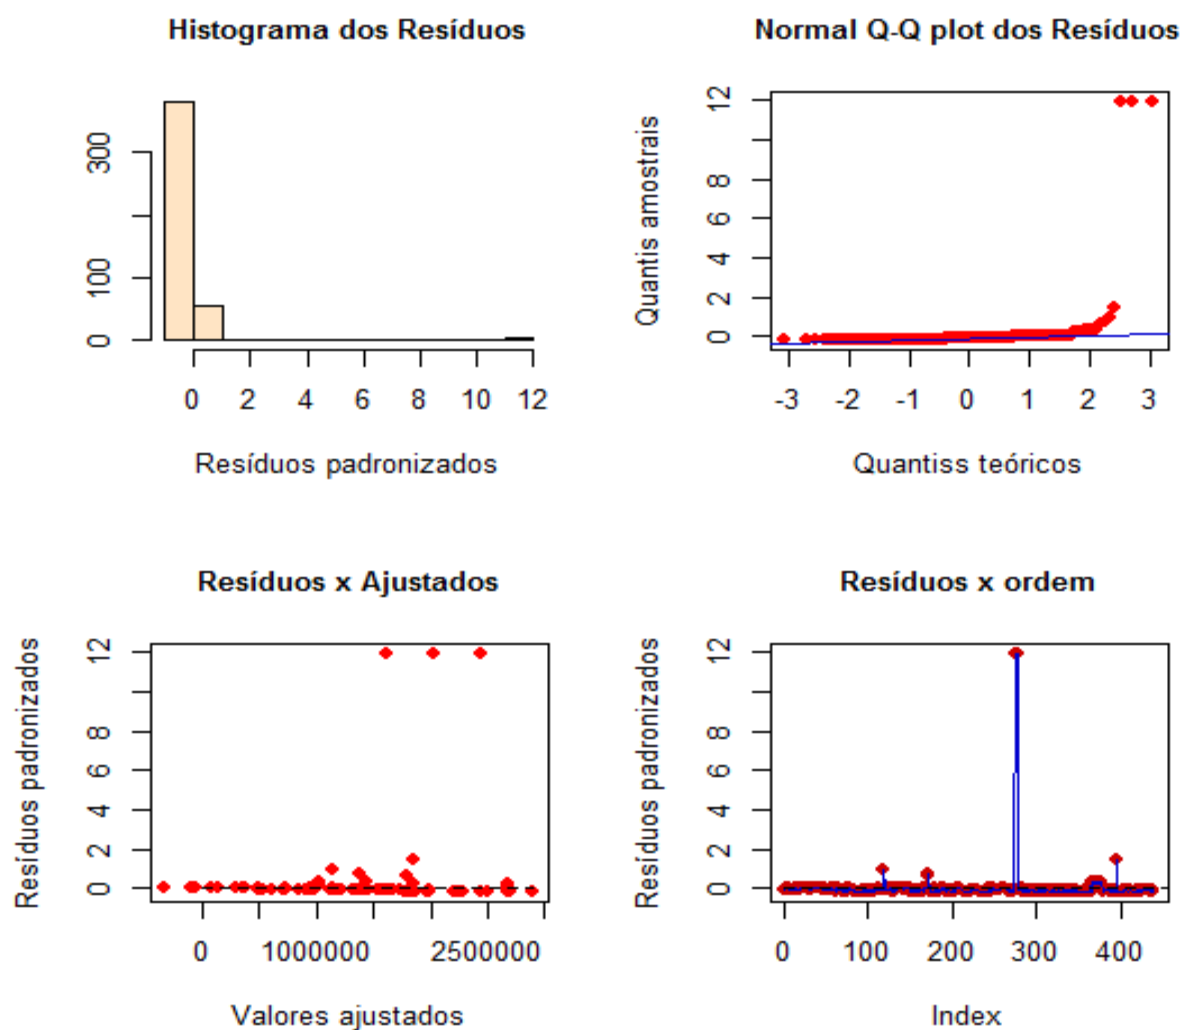 Histograma dos Resíduos
300
100
0
0 2 4 6 8 10 12
Resíduos padronizados
Normal Q-Q plot dos Resíduos
Quantis amostrais
12
8
6
4
2
0
-3 -2 -1 0 1 2 3
Quantiss teóricos
Resíduos x Ajustados
Resíduos padronizados
12
8
6
4
2
0
0 1000000 2500000
Valores ajustados
Resíduos x ordem
Resíduos padronizados
12
8
6
4
2
0
0 100 200 300 400
Index